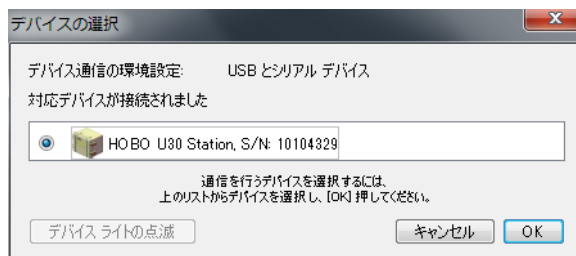 デバイスの選択
デバイス通信の環境設定: USB とシリアル デバイス
対応デバイスが接続されました
HOBO U30 Station, S/N: 10104329
通信を行うデバイスを選択するには、
上のリストからデバイスを選択し、[OK] 押してください。
デバイス ライトの点滅 キャンセル OK